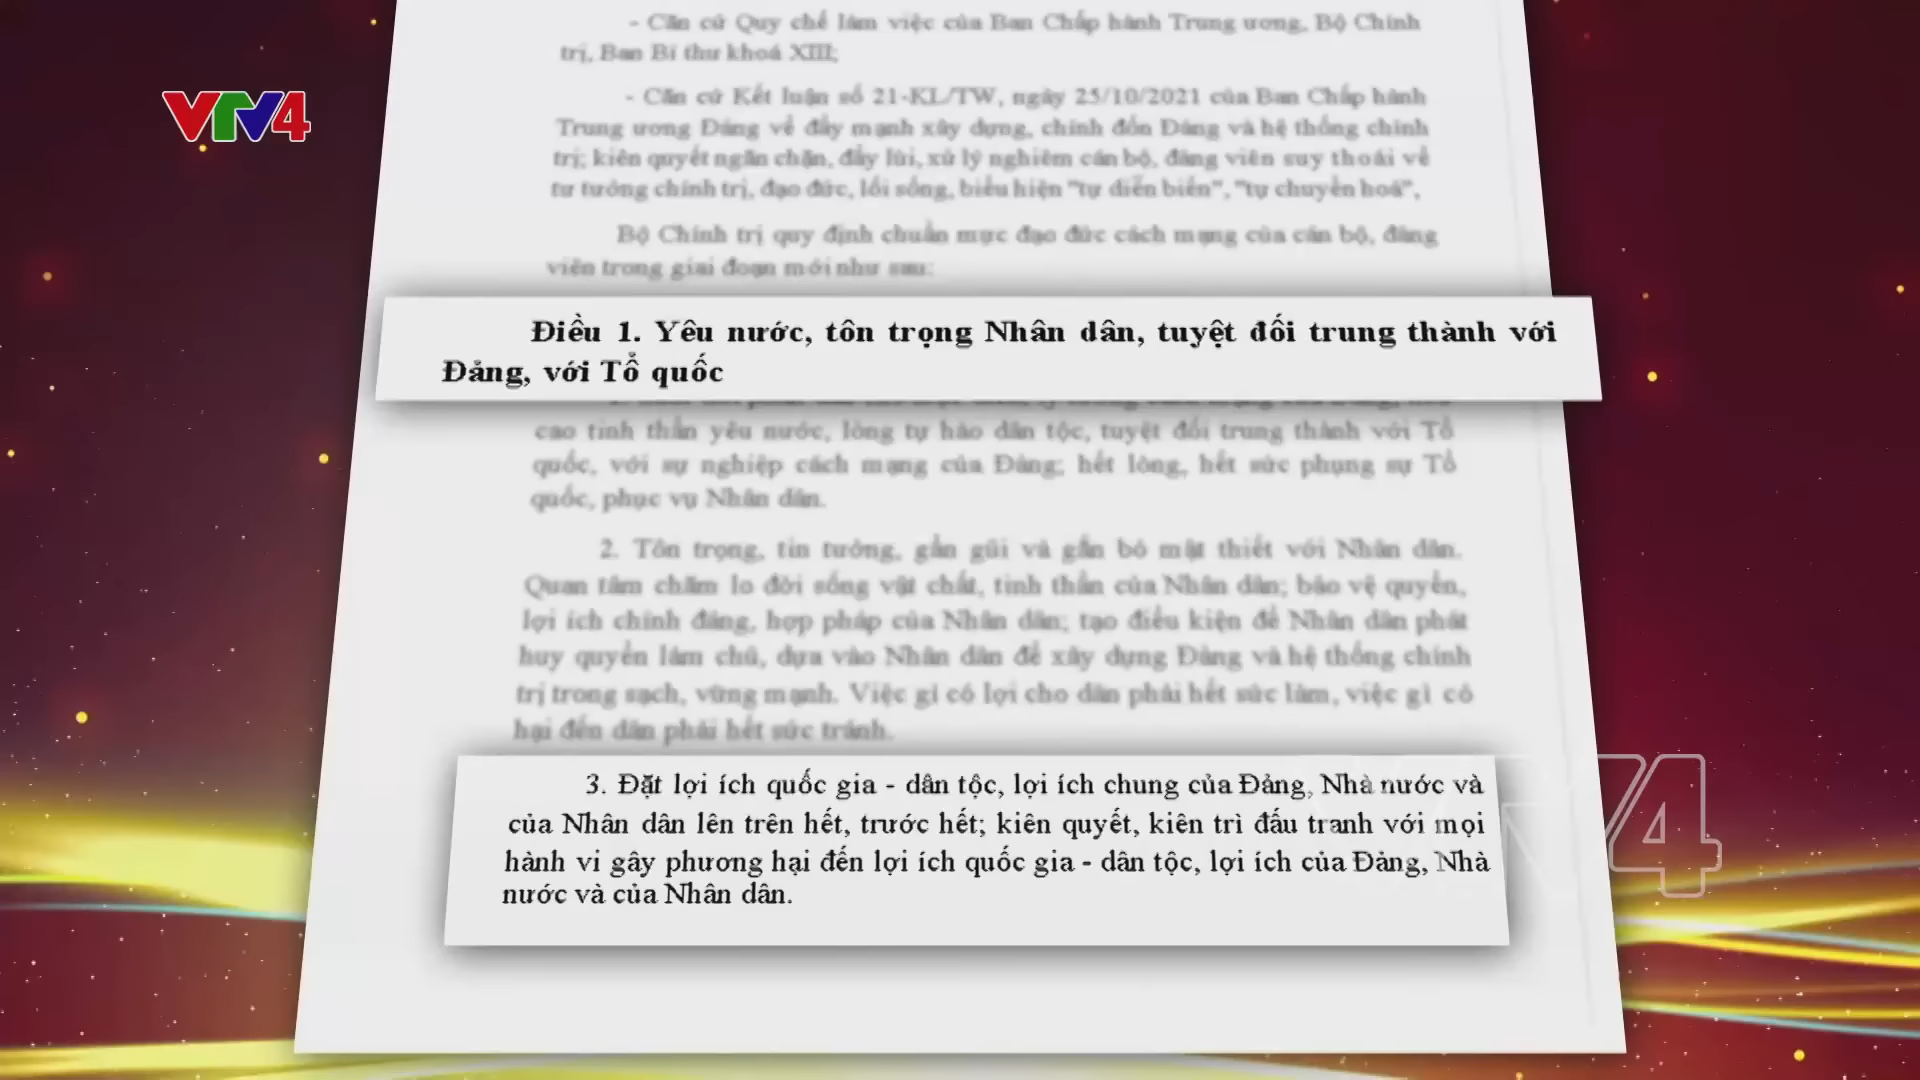 VTV4
- Căn cứ Quy chế làm việc của Ban Chấp hành Trung ương, Bộ Chính
trị, Ban Bí thư khoá XIII;
- Căn cứ Kết luận số 21-KL/TW, ngày 25/10/2021 của Ban Chấp hành
Trung ương Đảng về đẩy mạnh xây dựng, chỉnh đốn Đảng và hệ thống chính
trị; kiên quyết ngăn chặn, đẩy lùi, xử lý nghiêm cán bộ, đảng viên suy thoái về
tư tưởng chính trị, đạo đức, lối sống, biểu hiện "tự diễn biến", "tự chuyển hoá",
Bộ Chính trị quy định chuẩn mực đạo đức cách mạng của cán bộ, đảng
viên trong giai đoạn mới như sau:
Điều 1. Yêu nước, tôn trọng Nhân dân, tuyệt đối trung thành với
Đảng, với Tổ quốc
cao tinh thần yêu nước, lòng tự hào dân tộc, tuyệt đối trung thành với Tổ
quốc, với sự nghiệp cách mạng của Đảng; hết lòng, hết sức phụng sự Tổ
quốc, phục vụ Nhân dân.
2. Tôn trọng, tin tưởng, gần gũi và gắn bó mật thiết với Nhân dân.
Quan tâm chăm lo đời sống vật chất, tinh thần của Nhân dân; bảo vệ quyền,
lợi ích chính đáng, hợp pháp của Nhân dân; tạo điều kiện để Nhân dân phát
huy quyền làm chủ, dựa vào Nhân dân để xây dựng Đảng và hệ thống chính
trị trong sạch, vững mạnh. Việc gì có lợi cho dân phải hết sức làm, việc gì có
hại đến dân phải hết sức tránh.
3. Đặt lợi ích quốc gia - dân tộc, lợi ích chung của Đảng, Nhà nước và
của Nhân dân lên trên hết, trước hết; kiên quyết, kiên trì đấu tranh với mọi
hành vi gây phương hại đến lợi ích quốc gia - dân tộc, lợi ích của Đảng, Nhà
nước và của Nhân dân.
VTV4